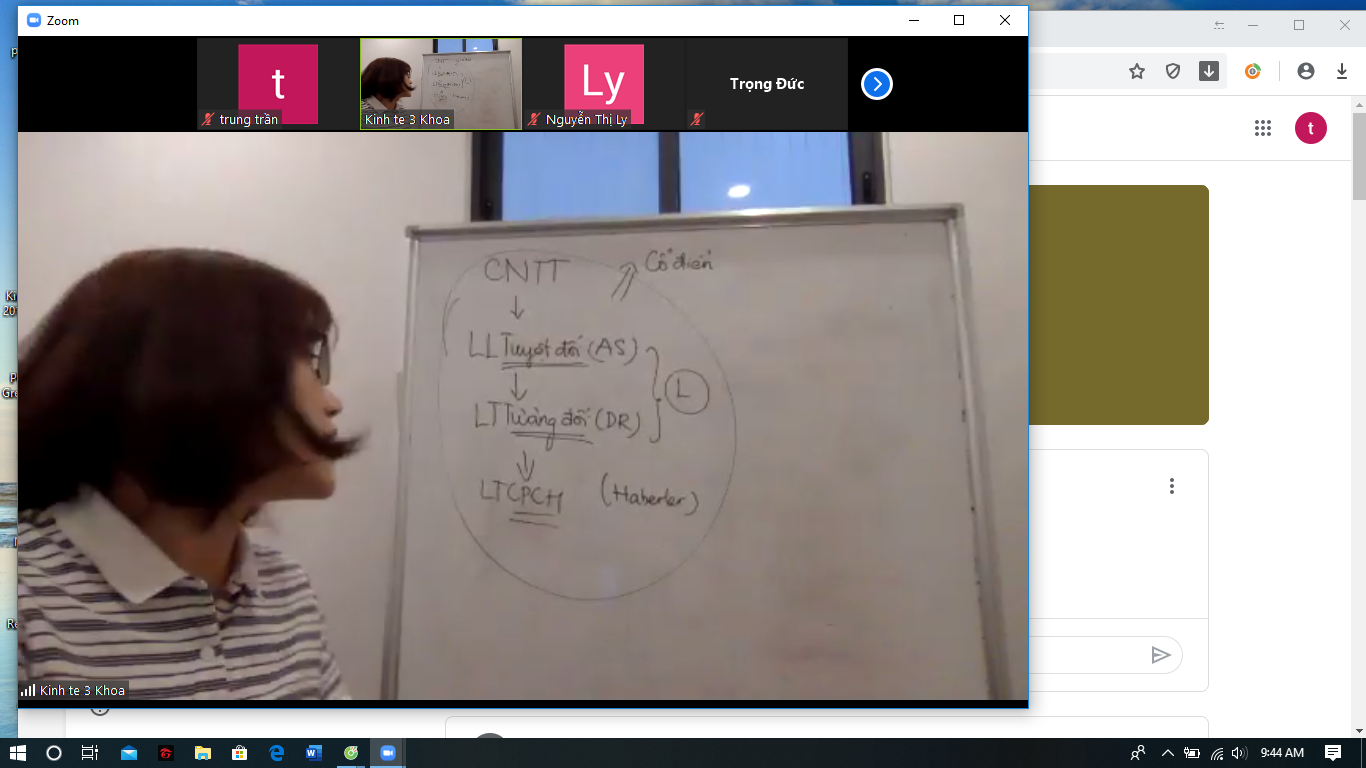 Zoom
t
trung trần
Kinh te 3 Khoa
Ly
Nguyễn Thị Ly
Trọng Đức
t
CNTT
Cổ điển
LL Tuyệt đối (AS)
L
LT Tương đối (DR)
LTCPCH (Haberler)
Kinh te 3 Khoa
9:44 AM